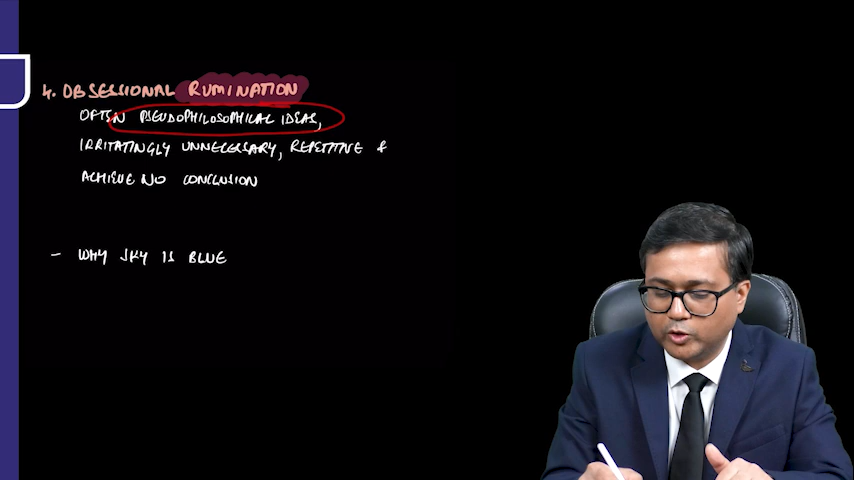 4. OBSESSIONAL RUMINATION
OFTEN PSEUDOPHILOSOPHICAL IDEAS,
IRRITATINGLY UNNECESSARY, REPETITIVE &
ACHIEVE NO CONCLUSION
- WHY SKY IS BLUE